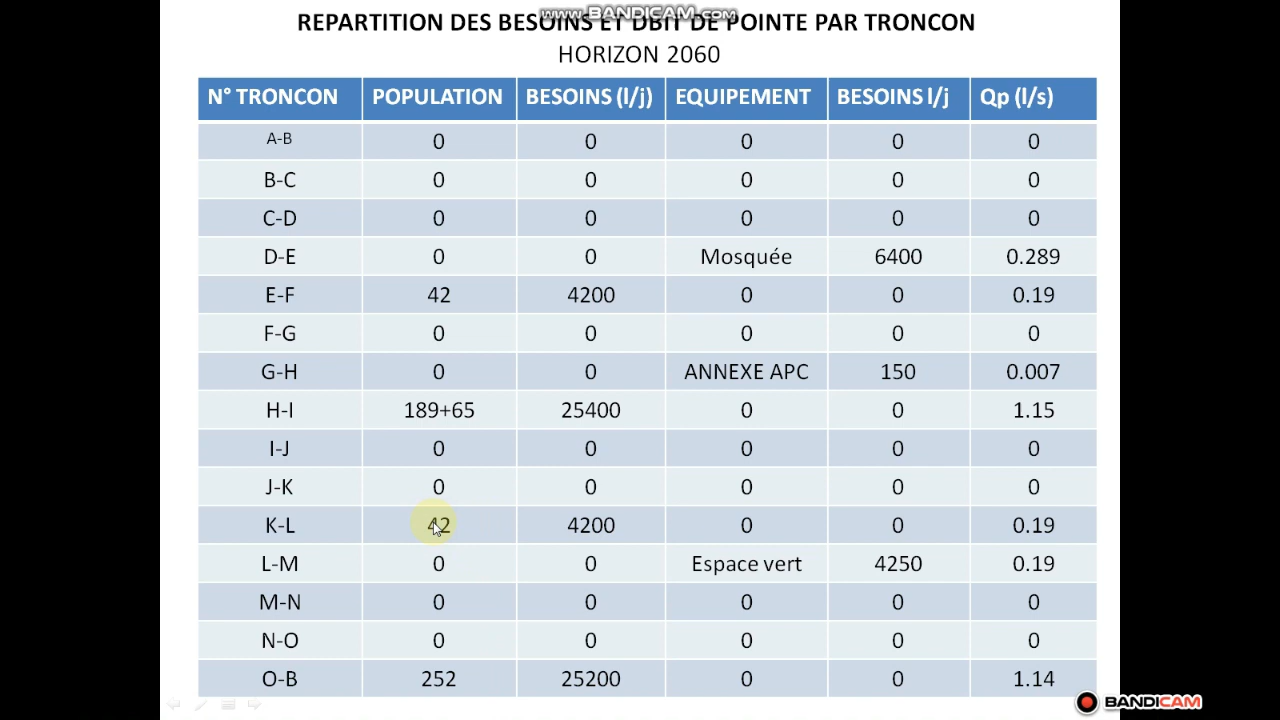 www.BANDICAM.com
REPARTITION DES BESOINS ET DBIT DE POINTE PAR TRONCON
HORIZON 2060
N° TRONCON POPULATION BESOINS (l/j) EQUIPEMENT BESOINS l/j Qp (l/s)
A-B 0 0 0 0 0
B-C 0 0 0 0 0
C-D 0 0 0 0 0
D-E 0 0 Mosquée 6400 0.289
E-F 42 4200 0 0 0.19
F-G 0 0 0 0 0
G-H 0 0 ANNEXE APC 150 0.007
H-I 189+65 25400 0 0 1.15
I-J 0 0 0 0 0
J-K 0 0 0 0 0
K-L 42 4200 0 0 0.19
L-M 0 0 Espace vert 4250 0.19
M-N 0 0 0 0 0
N-O 0 0 0 0 0
O-B 252 25200 0 0 1.14
BANDICAM